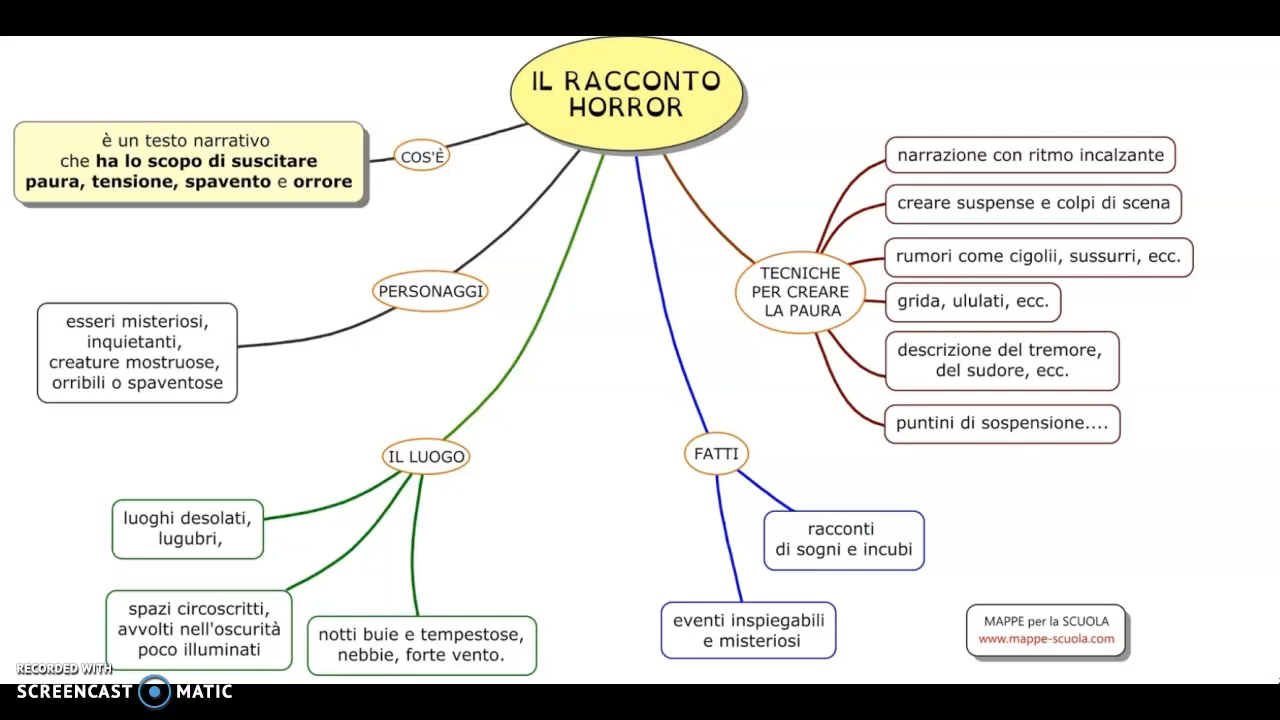 IL RACCONTO
HORROR
COS'È
è un testo narrativo
che ha lo scopo di suscitare
paura, tensione, spavento e orrore
PERSONAGGI
esseri misteriosi,
inquietanti,
creature mostruose,
orribili o spaventose
IL LUOGO
luoghi desolati,
lugubri,
spazi circoscritti,
avvolti nell'oscurità
poco illuminati
notti buie e tempestose,
nebbie, forte vento.
FATTI
racconti
di sogni e incubi
eventi inspiegabili
e misteriosi
TECNICHE
PER CREARE
LA PAURA
narrazione con ritmo incalzante
creare suspense e colpi di scena
rumori come cigolii, sussurri, ecc.
grida, ululati, ecc.
descrizione del tremore,
del sudore, ecc.
puntini di sospensione....
MAPPE per la SCUOLA
www.mappe-scuola.com
RECORDED WITH
SCREENCAST MATIC